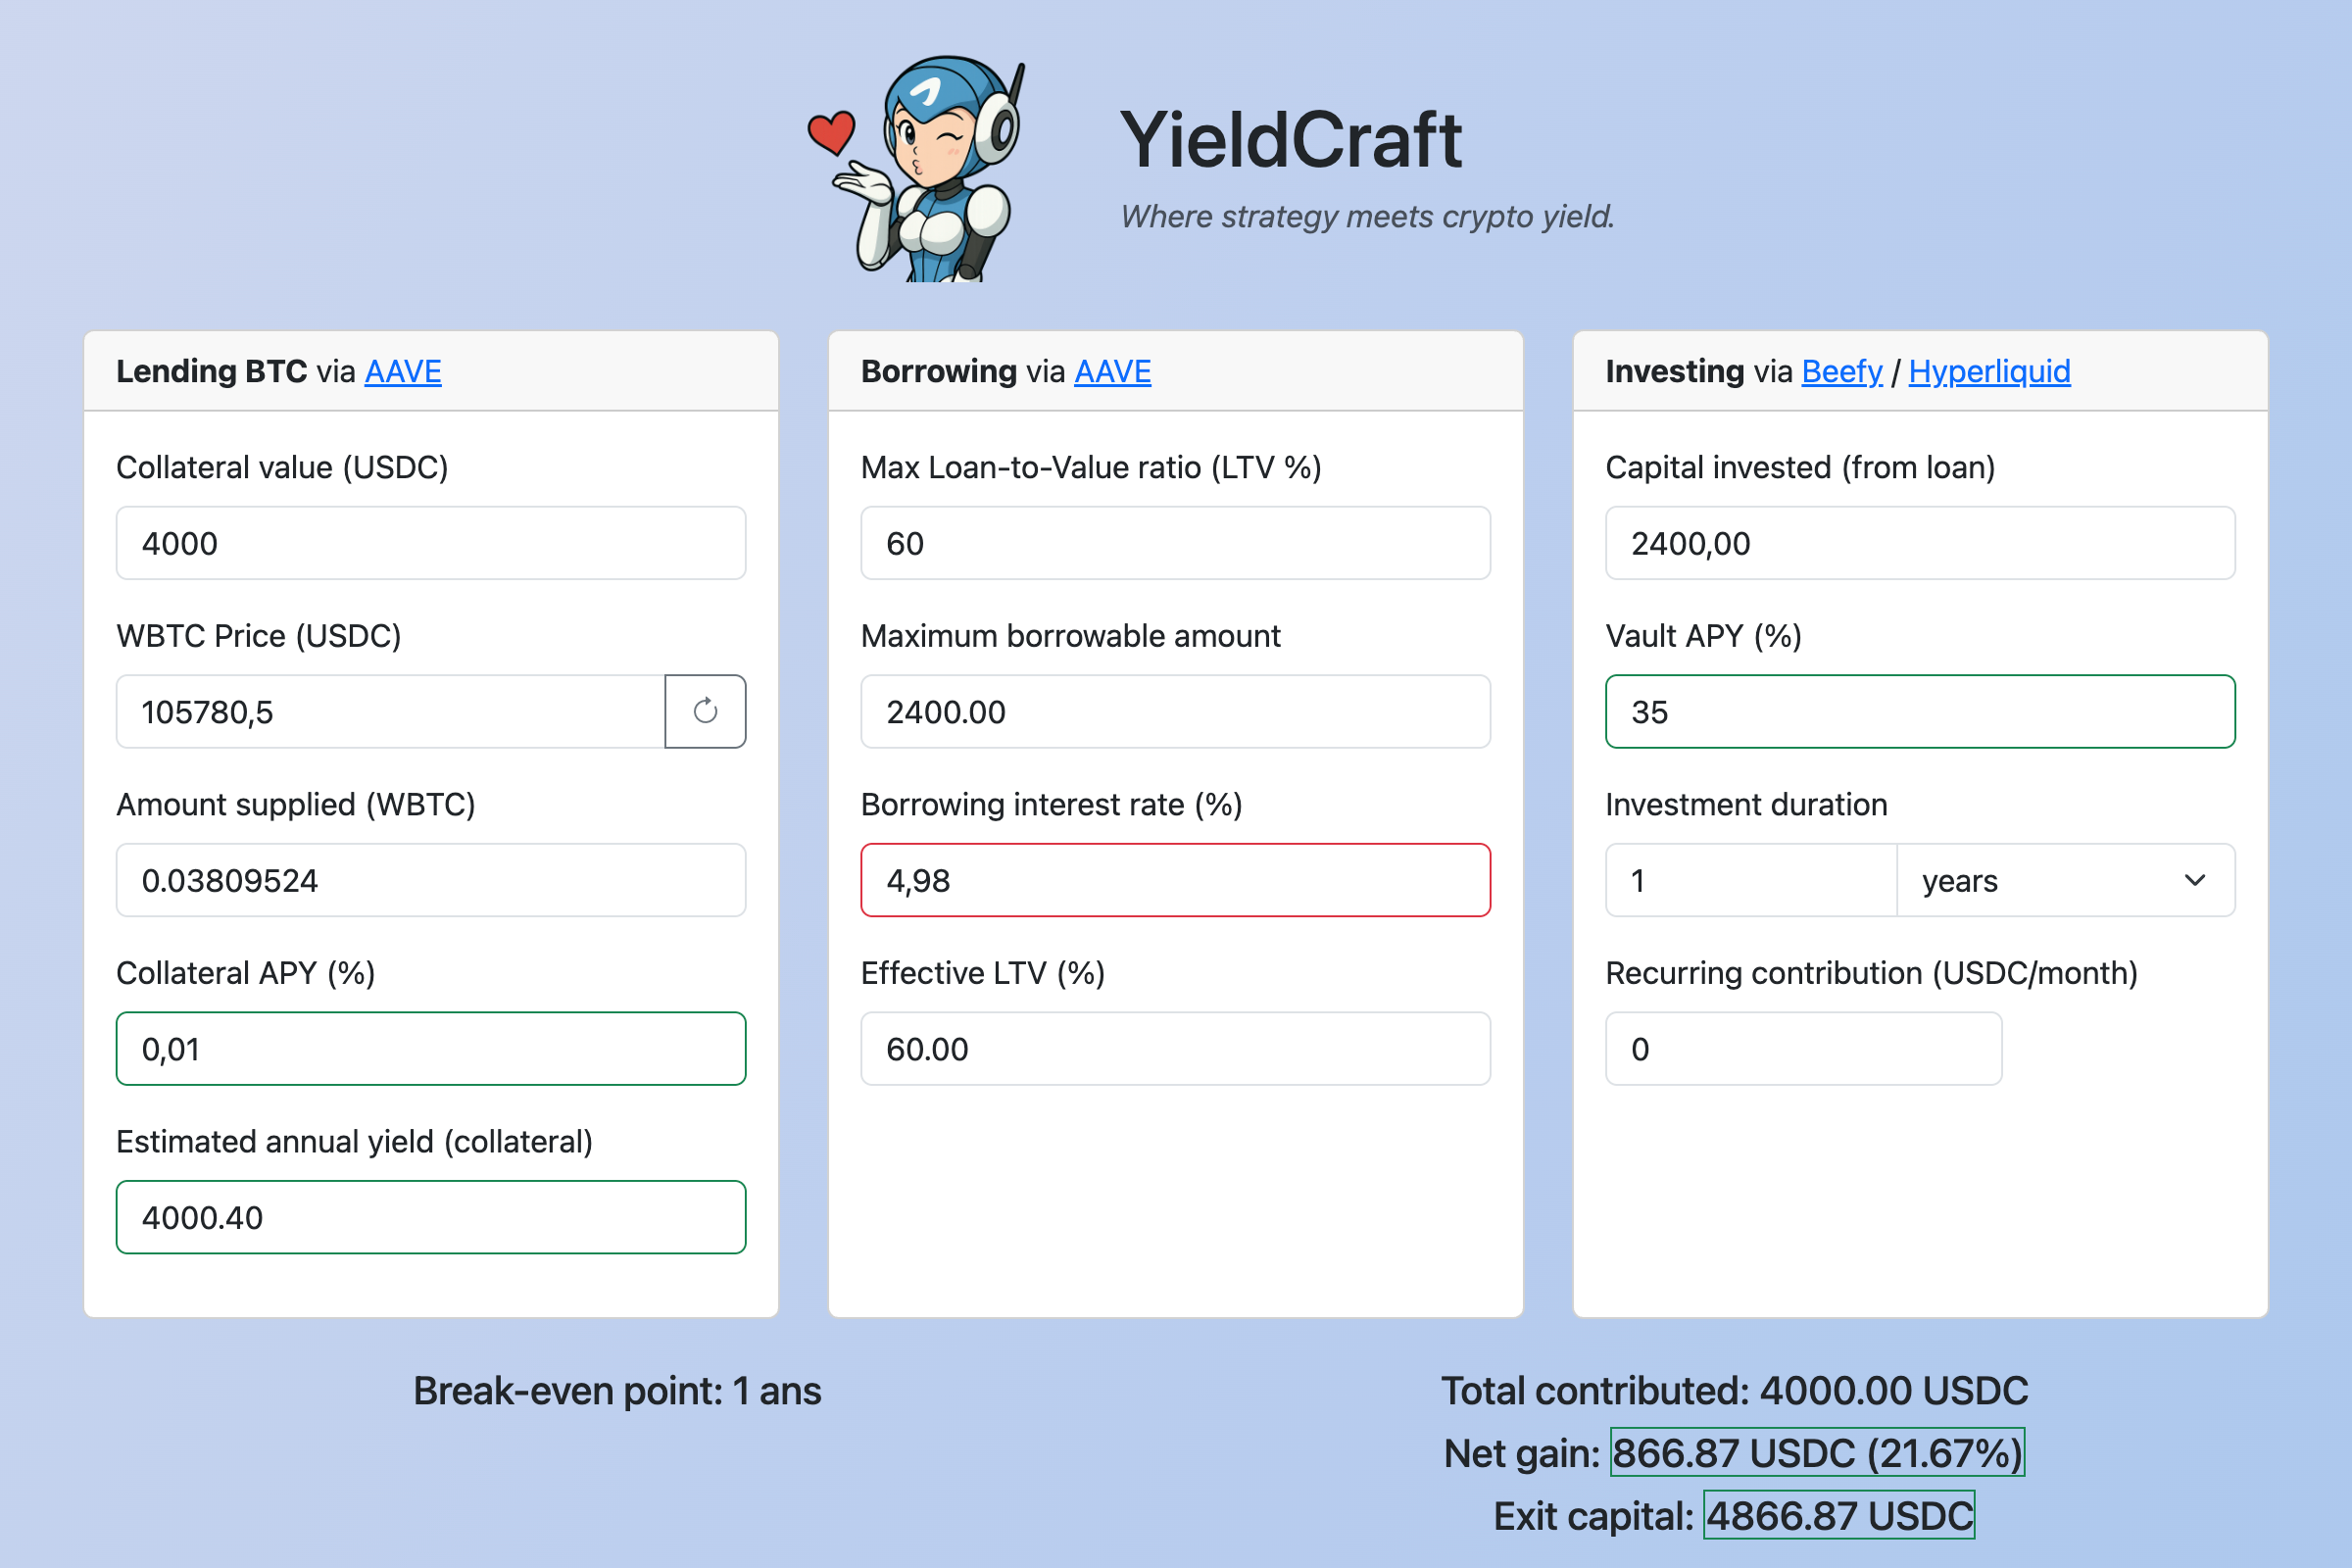 YieldCraft
Where strategy meets crypto yield.
Lending BTC via AAVE
Collateral value (USDC)
4000
WBTC Price (USDC)
105780,5
Amount supplied (WBTC)
0.03809524
Collateral APY (%)
0,01
Estimated annual yield (collateral)
4000.40
Borrowing via AAVE
Max Loan-to-Value ratio (LTV %)
60
Maximum borrowable amount
2400.00
Borrowing interest rate (%)
4,98
Effective LTV (%)
60.00
Investing via Beefy / Hyperliquid
Capital invested (from loan)
2400,00
Vault APY (%)
35
Investment duration
1 years
Recurring contribution (USDC/month)
0
Break-even point: 1 ans
Total contributed: 4000.00 USDC
Net gain: 866.87 USDC (21.67%)
Exit capital: 4866.87 USDC